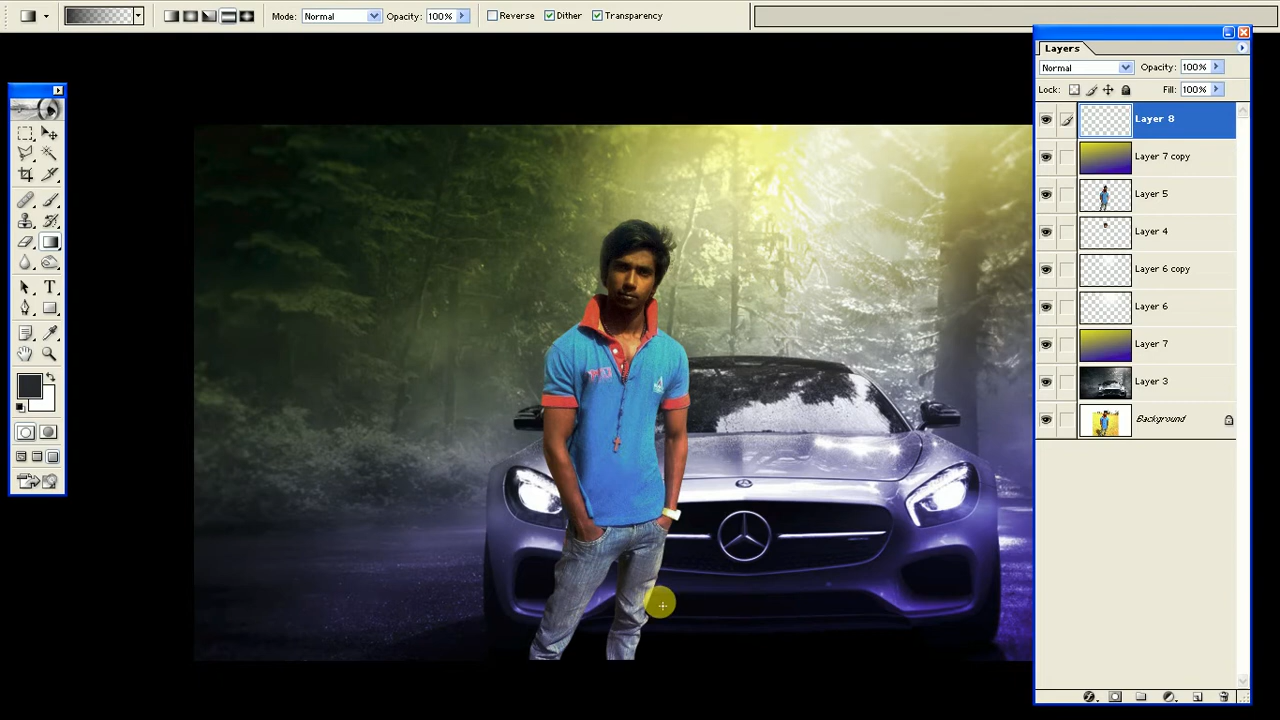 Mode: Normal Opacity: 100% Reverse Dither Transparency
Layers
Normal Opacity: 100%
Lock: Fill: 100%
Layer 8
Layer 7 copy
Layer 5
Layer 4
Layer 6 copy
Layer 6
Layer 7
Layer 3
Background